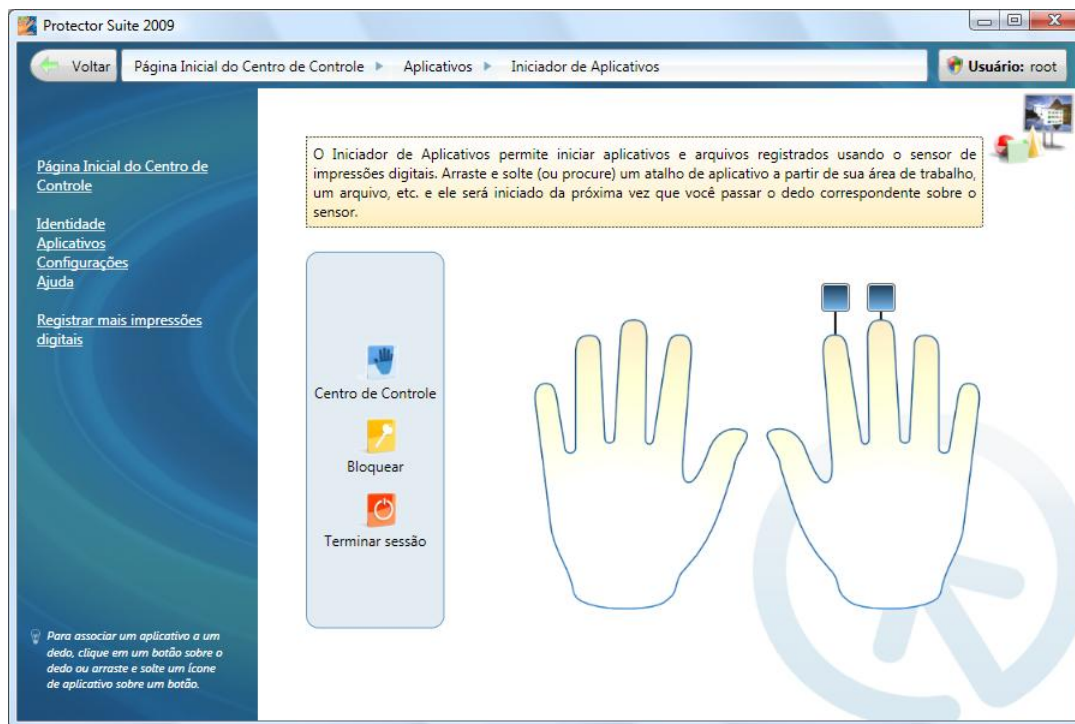 Protector Suite 2009
Voltar
Página Inicial do Centro de Controle
Aplicativos
Iniciador de Aplicativos
Usuário: root
Página Inicial do Centro de
Controle
Identidade
Aplicativos
Configurações
Ajuda
Registrar mais impressões
digitais
O Iniciador de Aplicativos permite iniciar aplicativos e arquivos registrados usando o sensor de
impressões digitais. Arraste e solte (ou procure) um atalho de aplicativo a partir de sua área de trabalho,
um arquivo, etc. e ele será iniciado da próxima vez que você passar o dedo correspondente sobre o
sensor.
Centro de Controle
Bloquear
Terminar sessão
Para associar um aplicativo a um
dedo, clique em um botão sobre o
dedo ou arraste e solte um ícone
de aplicativo sobre um botão.